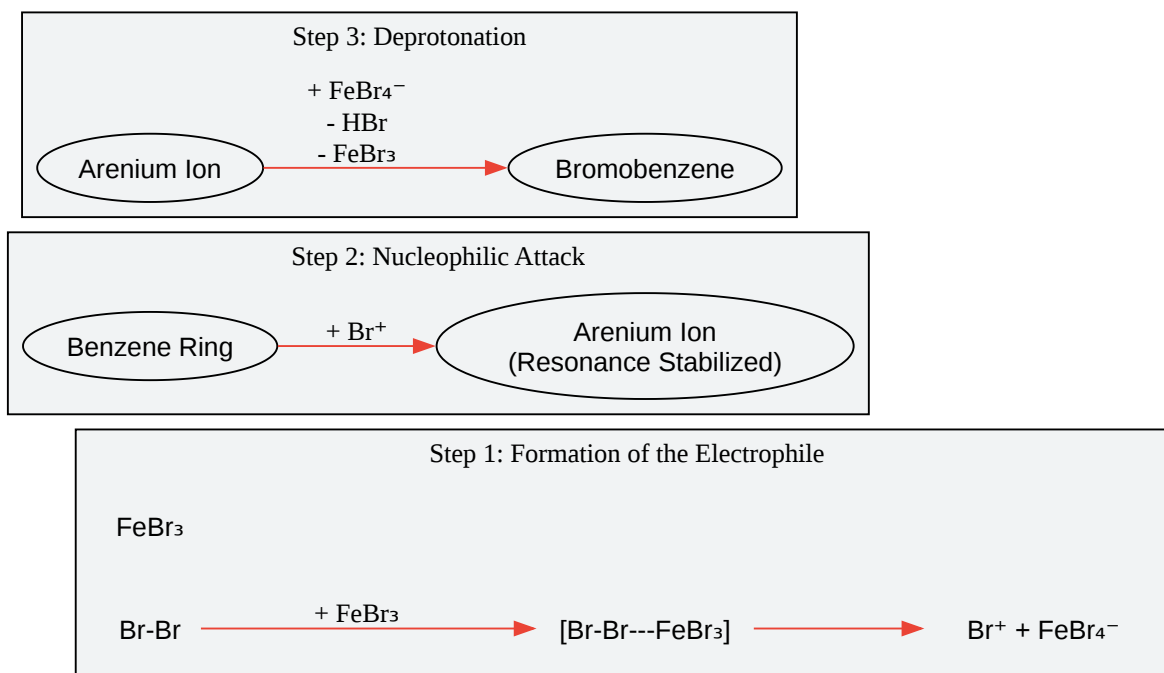 Step 3: Deprotonation
+ FeBr₄⁻
- HBr
- FeBr₃
Arenium Ion
Bromobenzene
Step 2: Nucleophilic Attack
Benzene Ring
+ Br⁺
Arenium Ion
(Resonance Stabilized)
Step 1: Formation of the Electrophile
FeBr₃
Br-Br
+ FeBr₃
[Br-Br---FeBr₃]
Br⁺ + FeBr₄⁻